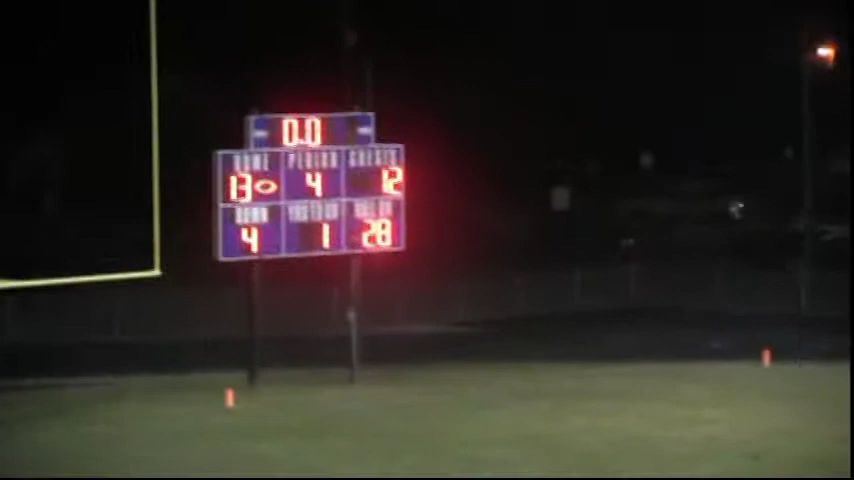 0.0
HOME PERIOD GUESTS
13 4 12
DOWN YDS TO GO BALL ON
4 1 28